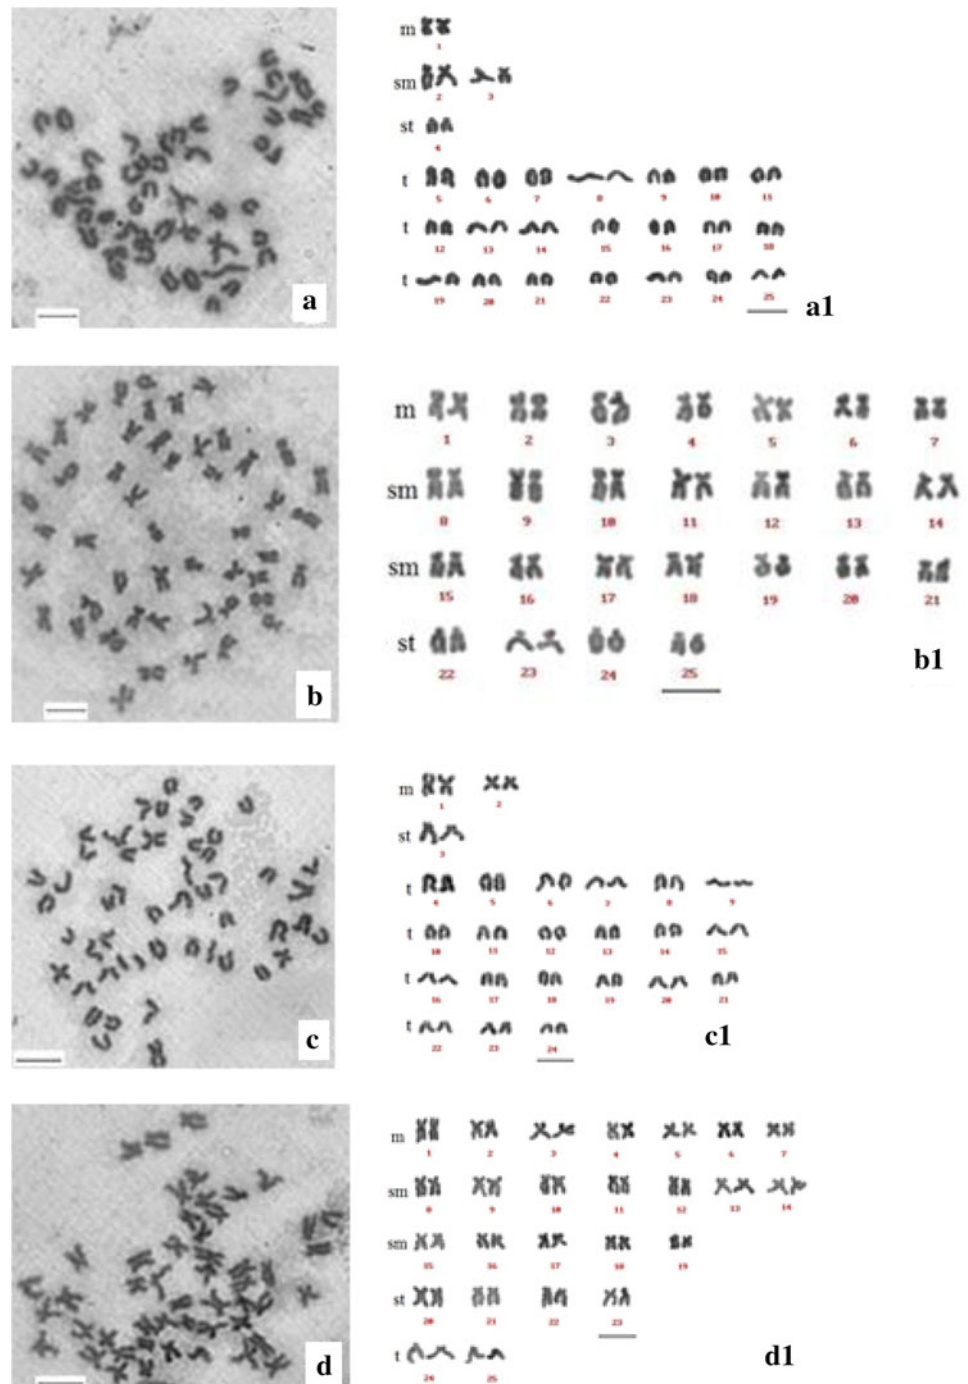 m
1
sm
2 3
st
4
t
5 6 7 8 9 10 11
t
12 13 14 15 16 17 18
t
19 20 21 22 23 24 25
a
a1
m
1 2 3 4 5 6 7
sm
8 9 10 11 12 13 14
sm
15 16 17 18 19 20 21
st
22 23 24 25
b
b1
m
1 2
st
3
t
4 5 6 7 8 9
t
10 11 12 13 14 15
t
16 17 18 19 20 21
t
22 23 24
c
c1
m
1 2 3 4 5 6 7
sm
8 9 10 11 12 13 14
sm
15 16 17 18 19
st
20 21 22 23
t
24 25
d
d1